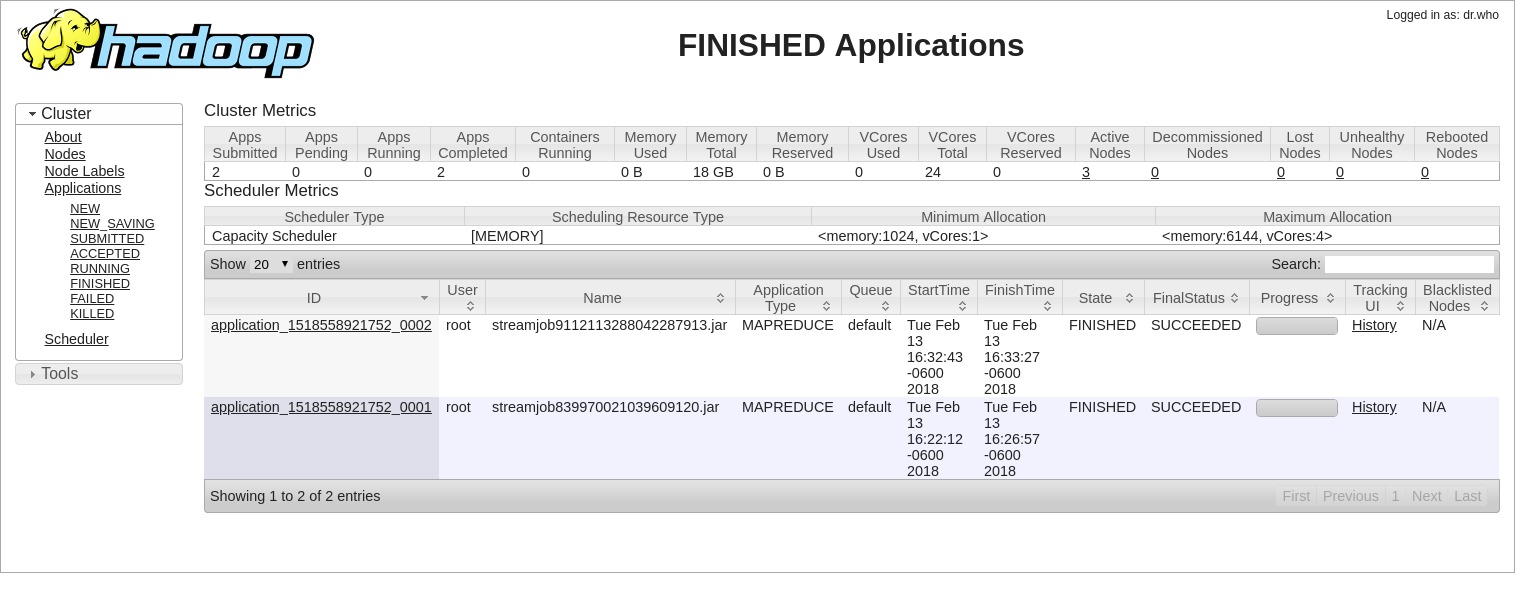 Logged in as: dr.who
hadoop
FINISHED Applications
Cluster
About
Nodes
Node Labels
Applications
NEW
NEW_SAVING
SUBMITTED
ACCEPTED
RUNNING
FINISHED
FAILED
KILLED
Scheduler
Tools
Cluster Metrics
Apps Submitted Apps Pending Apps Running Apps Completed Containers Running Memory Used Memory Total Memory Reserved VCores Used VCores Total VCores Reserved Active Nodes Decommissioned Nodes Lost Nodes Unhealthy Nodes Rebooted Nodes
2 0 0 2 0 0 B 18 GB 0 B 0 24 0 3 0 0 0 0
Scheduler Metrics
Scheduler Type Scheduling Resource Type Minimum Allocation Maximum Allocation
Capacity Scheduler [MEMORY] <memory:1024, vCores:1> <memory:6144, vCores:4>
Show 20 entries Search:
ID User Name Application Type Queue StartTime FinishTime State FinalStatus Progress Tracking UI Blacklisted Nodes
application_1518558921752_0002 root streamjob9112113288042287913.jar MAPREDUCE default Tue Feb 13 16:32:43 -0600 2018 Tue Feb 13 16:33:27 -0600 2018 FINISHED SUCCEEDED History N/A
application_1518558921752_0001 root streamjob839970021039609120.jar MAPREDUCE default Tue Feb 13 16:22:12 -0600 2018 Tue Feb 13 16:26:57 -0600 2018 FINISHED SUCCEEDED History N/A
Showing 1 to 2 of 2 entries First Previous 1 Next Last